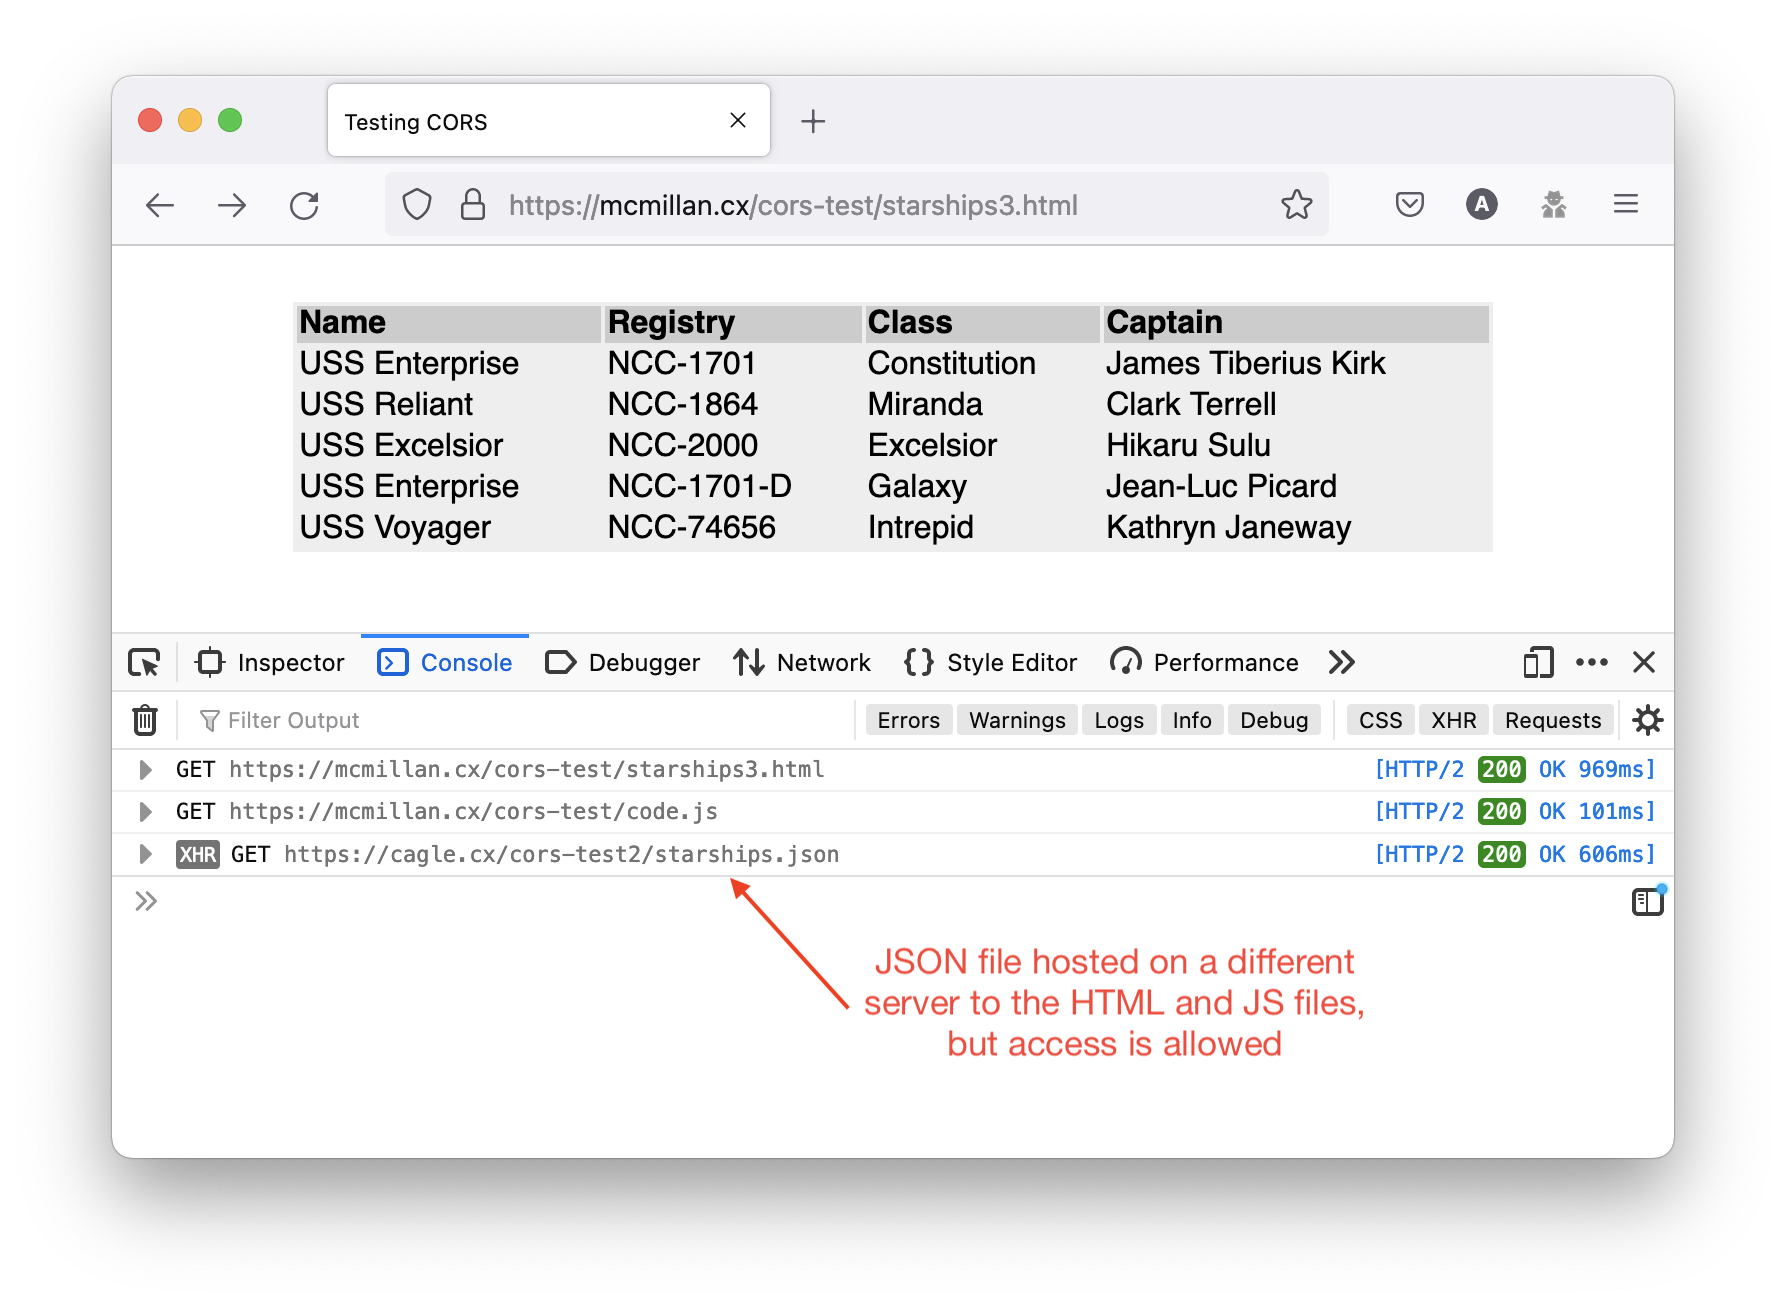 Testing CORS
https://mcmillan.cx/cors-test/starships3.html
A
Name Registry Class Captain
USS Enterprise NCC-1701 Constitution James Tiberius Kirk
USS Reliant NCC-1864 Miranda Clark Terrell
USS Excelsior NCC-2000 Excelsior Hikaru Sulu
USS Enterprise NCC-1701-D Galaxy Jean-Luc Picard
USS Voyager NCC-74656 Intrepid Kathryn Janeway
Inspector Console Debugger Network Style Editor Performance
Filter Output Errors Warnings Logs Info Debug CSS XHR Requests
GET https://mcmillan.cx/cors-test/starships3.html [HTTP/2 200 OK 969ms]
GET https://mcmillan.cx/cors-test/code.js [HTTP/2 200 OK 101ms]
XHR GET https://cagle.cx/cors-test2/starships.json [HTTP/2 200 OK 606ms]
JSON file hosted on a different
server to the HTML and JS files,
but access is allowed